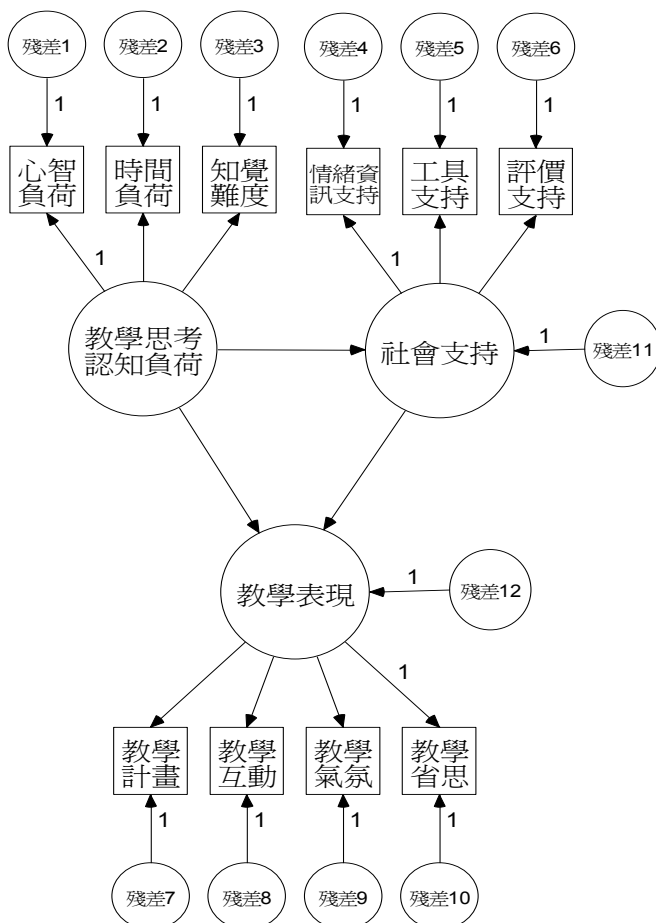 殘差1
殘差2
殘差3
殘差4
殘差5
殘差6
1
1
1
1
1
1
心智
負荷
時間
負荷
知覺
難度
情緒資
訊支持
工具
支持
評價
支持
1
1
教學思考
認知負荷
社會支持
1
殘差11
教學表現
1
殘差12
1
教學
計畫
教學
互動
教學
氣氛
教學
省思
1
1
1
1
殘差7
殘差8
殘差9
殘差10